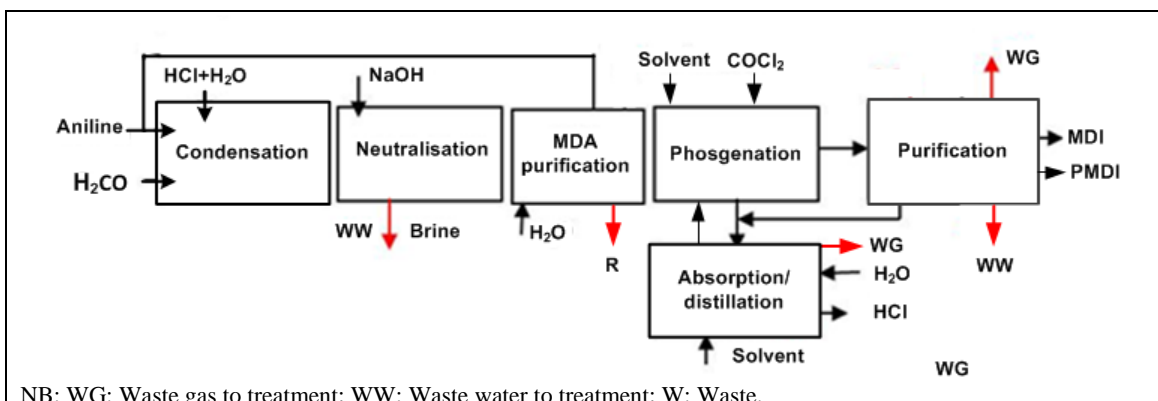 HCl+H₂O
NaOH
Solvent
COCl₂
WG
Aniline
H₂CO
Condensation
Neutralisation
MDA
purification
Phosgenation
Purification
MDI
PMDI
WW
Brine
H₂O
R
WG
WW
Absorption/
distillation
H₂O
HCl
Solvent
WG
NB: WG: Waste gas to treatment; WW: Waste water to treatment; W: Waste.